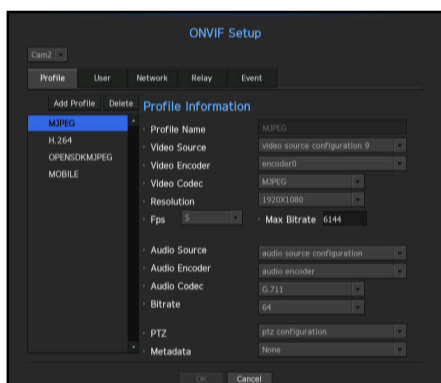 ONVIF Setup
Cam2
Profile User Network Relay Event
Add Profile Delete
Profile Information
MJPEG
H.264
OPENSDKMJPEG
MOBILE
Profile Name MJPEG
Video Source video source configuration 9
Video Encoder encoder0
Video Codec MJPEG
Resolution 1920X1080
Fps 5 Max Bitrate 6144
Audio Source audio source configuration
Audio Encoder audio encoder
Audio Codec G.711
Bitrate 64
PTZ ptz configuration
Metadata None
OK Cancel